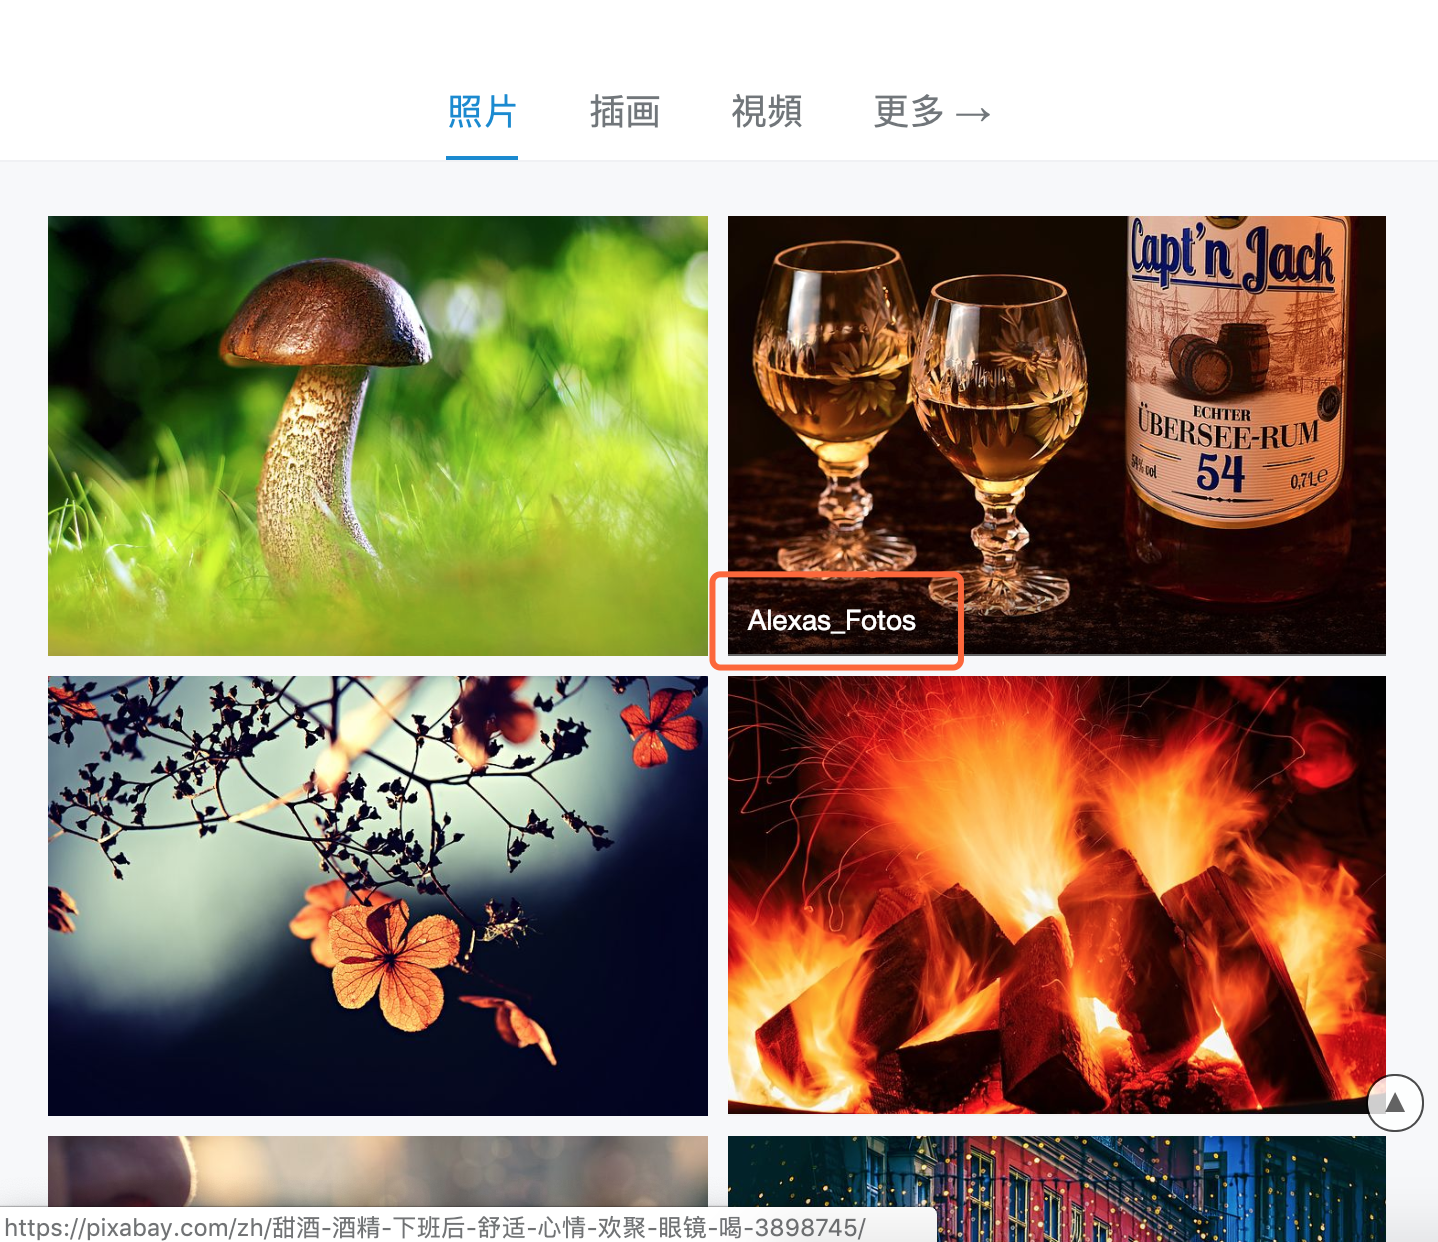 照片 插画 視頻 更多 →
Capt'n Jack
ECHTER
ÜBERSEE-RUM
54% vol
54
0,7L℮
Alexas_Fotos
▲
https://pixabay.com/zh/甜酒-酒精-下班后-舒适-心情-欢聚-眼镜-喝-3898745/